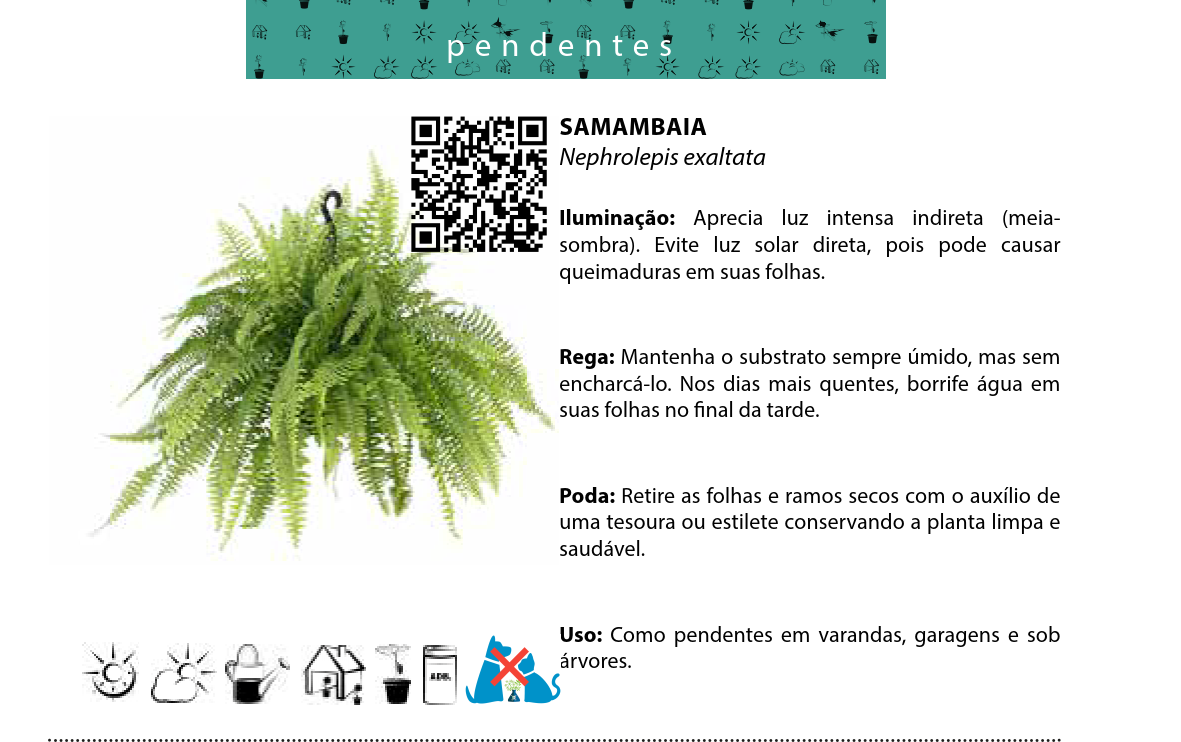 pendentes
SAMAMBAIA
Nephrolepis exaltata
Iluminação: Aprecia luz intensa indireta (meia-
sombra). Evite luz solar direta, pois pode causar
queimaduras em suas folhas.
Rega: Mantenha o substrato sempre úmido, mas sem
encharcá-lo. Nos dias mais quentes, borrife água em
suas folhas no final da tarde.
Poda: Retire as folhas e ramos secos com o auxílio de
uma tesoura ou estilete conservando a planta limpa e
saudável.
Uso: Como pendentes em varandas, garagens e sob
árvores.